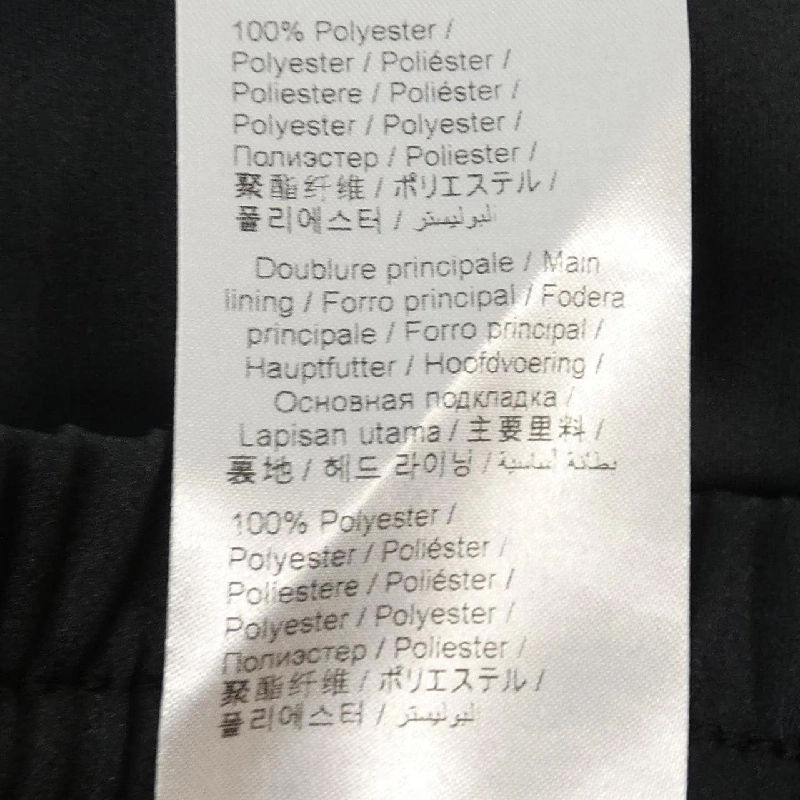 100% Polyester /
Polyester / Poliéster /
Poliestere / Poliéster /
Polyester / Polyester /
Полиэстер / Poliester /
聚酯纤维 / ポリエステル /
폴리에스터 / البوليستر
Doublure principale / Main
lining / Forro principal / Fodera
principale / Forro principal /
Hauptfutter / Hoofdvoering /
Основная подкладка /
Lapisan utama / 主要里料 /
裏地 / 헤드 라이닝 / بطانة أساسية
100% Polyester /
Polyester / Poliéster /
Poliestere / Poliéster /
Polyester / Polyester /
Полиэстер / Poliester /
聚酯纤维 / ポリエステル /
폴리에스터 / البوليستر